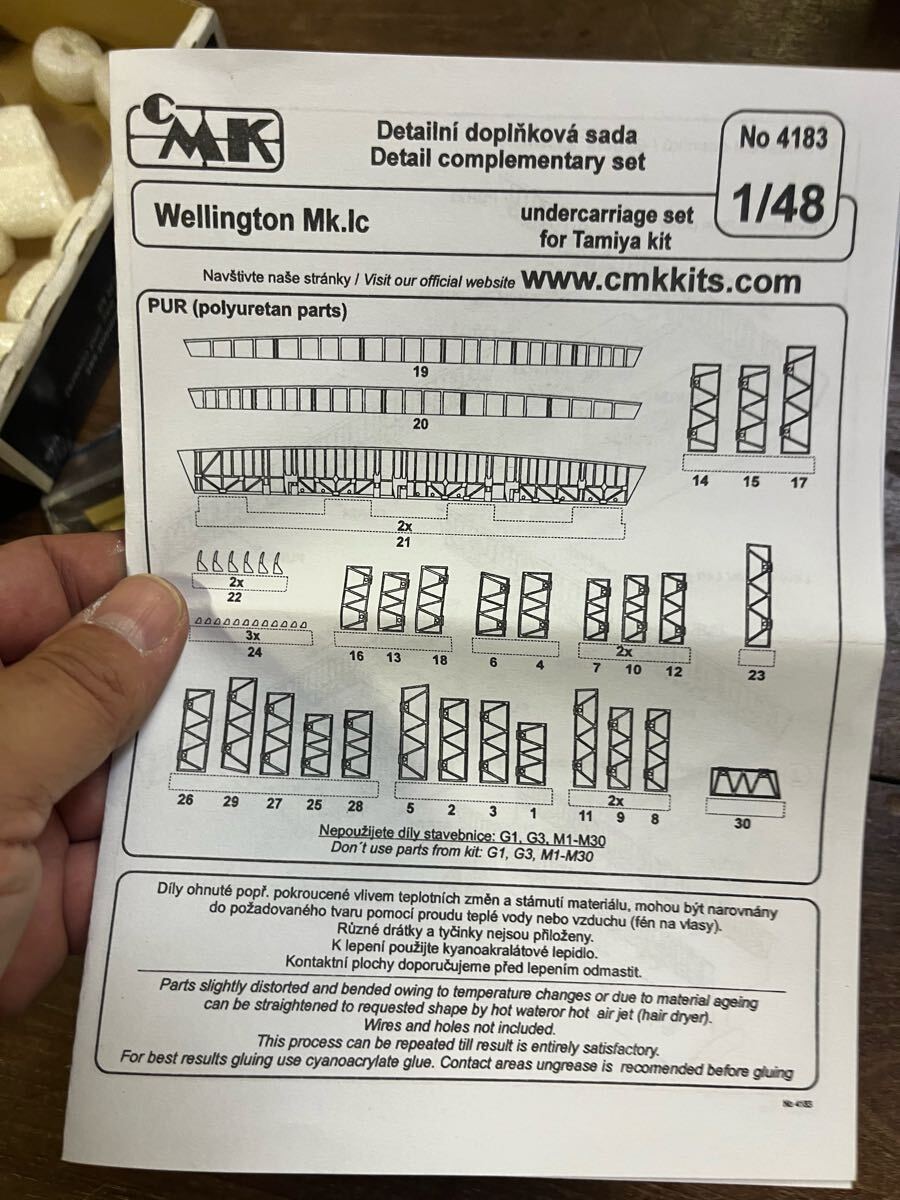 CMK
Detailní doplňková sada
Detail complementary set
No 4183
1/48
Wellington Mk.Ic
undercarriage set
for Tamiya kit
Navštivte naše stránky / Visit our official website www.cmkkits.com
PUR (polyuretan parts)
19
20
2x
21
14 15 17
2x
22
3x
24
16 13 18
6 4
2x
7 10 12
23
26 29 27 25 28
5 2 3 1
2x
11 9 8
30
Nepoužijete díly stavebnice: G1, G3, M1-M30
Don´t use parts from kit: G1, G3, M1-M30
Díly ohnuté popř. pokroucené vlivem teplotních změn a stárnutí materiálu, mohou být narovnány
do požadovaného tvaru pomocí proudu teplé vody nebo vzduchu (fén na vlasy).
Různé drátky a tyčinky nejsou přiloženy.
K lepení použijte kyanoakralátové lepidlo.
Kontaktní plochy doporučujeme před lepením odmastit.
Parts slightly distorted and bended owing to temperature changes or due to material ageing
can be straightened to requested shape by hot wateror hot air jet (hair dryer).
Wires and holes not included.
This process can be repeated till result is entirely satisfactory.
For best results gluing use cyanoacrylate glue. Contact areas ungrease is recomended before gluing
No 4183